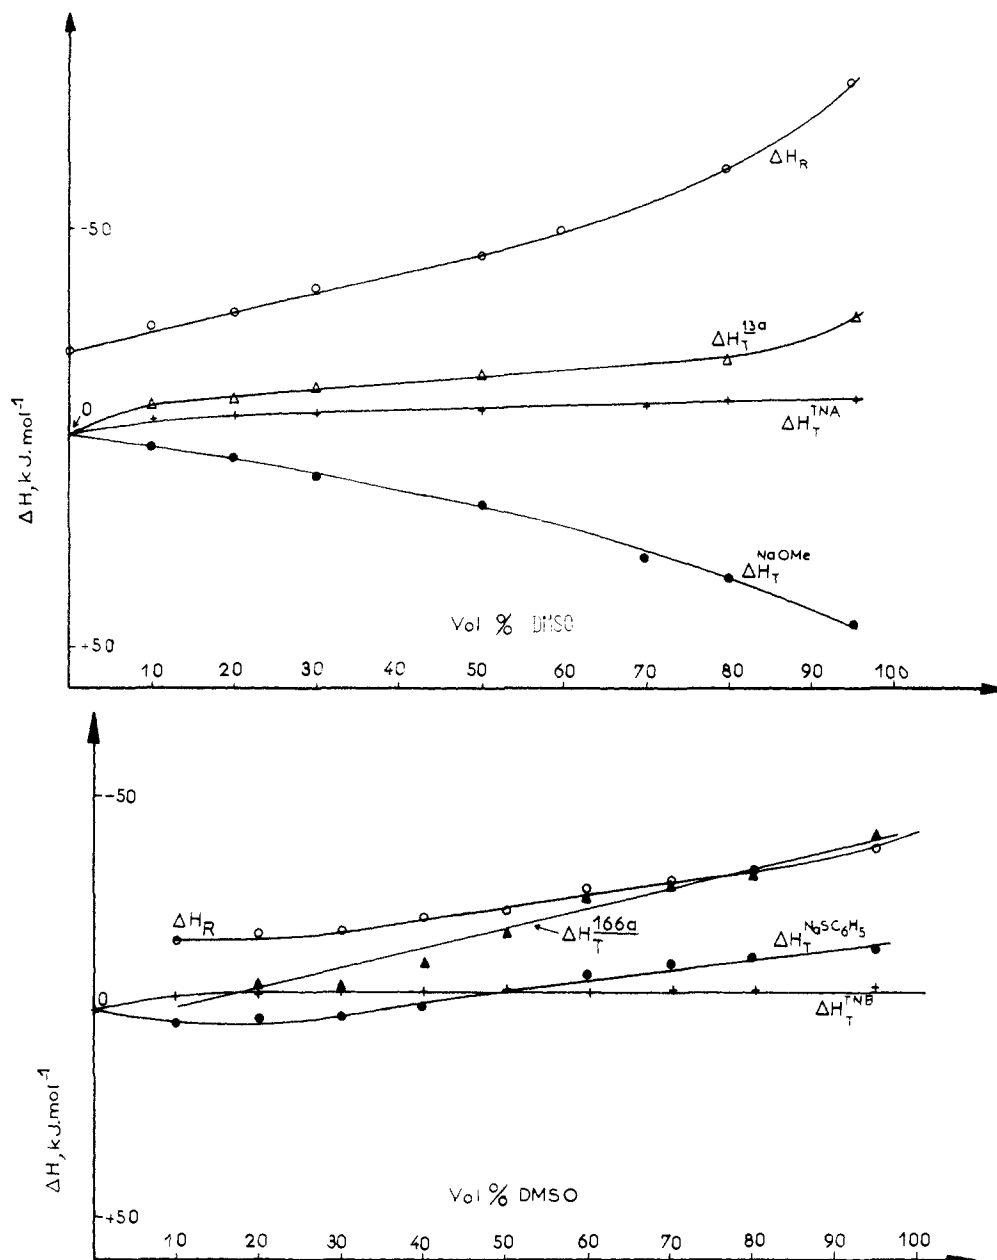 ΔH_R
-50
ΔH_T^13a
0
ΔH_T^TNA
ΔH, kJ.mol⁻¹
ΔH_T^NaOMe
Vol % DMSO
+50
10 20 30 40 50 60 70 80 90 100
-50
ΔH_R
ΔH_T^166a
ΔH_T^NaSC₆H₅
0
ΔH_T^TNB
ΔH, kJ.mol⁻¹
Vol % DMSO
+50
10 20 30 40 50 60 70 80 90 100